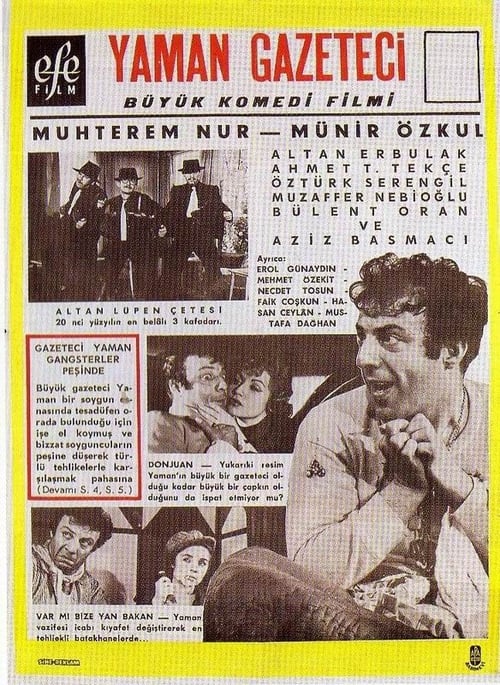 efe
FİLM
YAMAN GAZETECİ
BÜYÜK KOMEDİ FİLMİ
MUHTEREM NUR — MÜNİR ÖZKUL
ALTAN ERBULAK
AHMET T. TEKÇE
ÖZTÜRK SERENGİL
MUZAFFER NEBİOĞLU
BÜLENT ORAN
VE
AZİZ BASMACI
Ayrıca:
EROL GÜNAYDIN -
MEHMET ÖZEKİT -
NECDET TOSUN -
FAİK COŞKUN - HA-
SAN CEYLÂN - MUS-
TAFA DAĞHAN
ALTAN LÜPEN ÇETESİ
20 nci yüzyılın en belâlı 3 kafadarı.
GAZETECİ YAMAN
GANGSTERLER
PEŞİNDE
Büyük gazeteci Ya-
man bir soygun es-
nasında tesadüfen o-
rada bulunduğu için
işe el koymuş ve
bizzat soyguncuların
peşine düşerek tür-
lü tehlikelerle kar-
şılaşmak pahasına
(Devamı S. 4, S. 5.)
DONJUAN — Yukarıki resim
Yaman'ın büyük bir gazeteci ol-
duğu kadar büyük bir çapkın ol-
duğunu da ispat etmiyor mu?
VAR MI BİZE YAN BAKAN — Yaman
vazifesi icabı kıyafet değiştirerek en
tehlikeli batakhanelerde...
SİNE-REKLAM